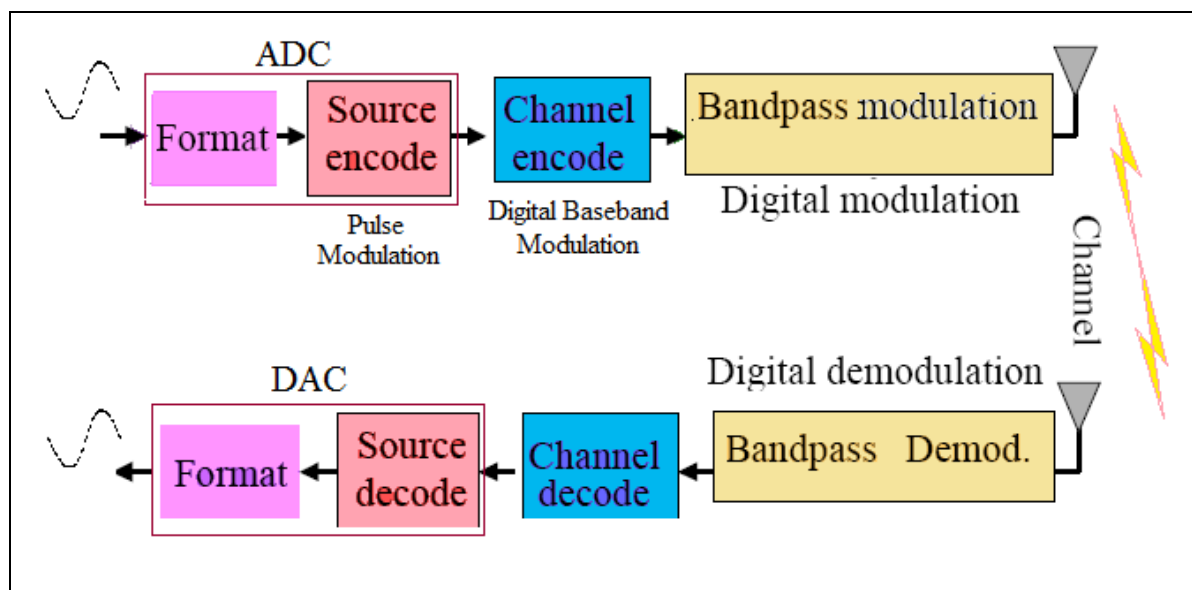 ADC
Format
Source
encode
Channel
encode
Bandpass modulation
Pulse
Modulation
Digital Baseband
Modulation
Digital modulation
Channel
DAC
Digital demodulation
Format
Source
decode
Channel
decode
Bandpass Demod.